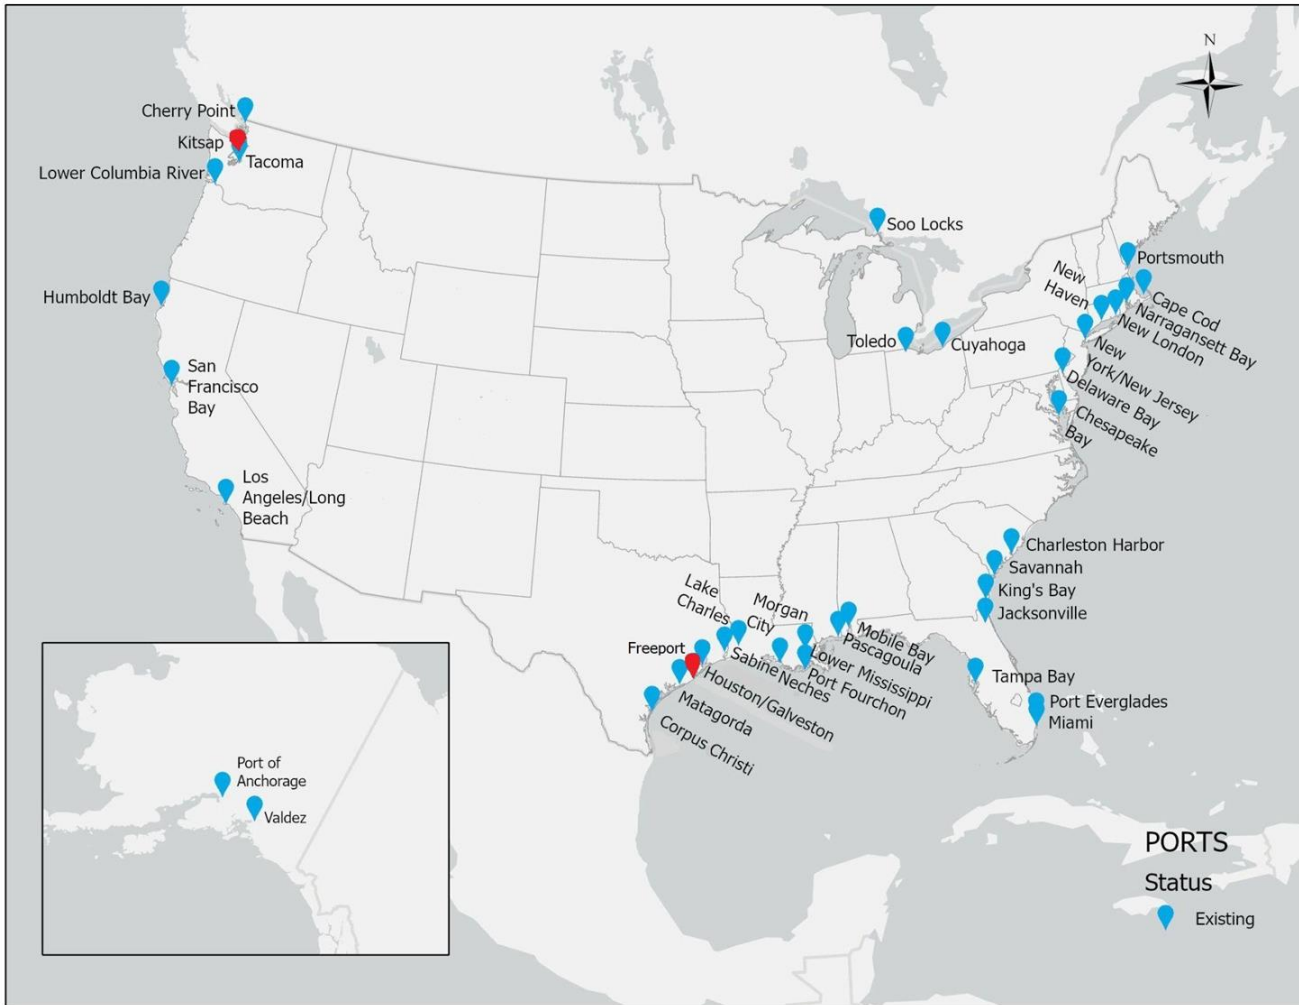 N
Cherry Point
Kitsap
Tacoma
Lower Columbia River
Soo Locks
Portsmouth
New
Haven
Cape Cod
Narragansett Bay
New London
Humboldt Bay
Toledo
Cuyahoga
New
York/New Jersey
Delaware Bay
Chesapeake
Bay
San
Francisco
Bay
Los
Angeles/Long
Beach
Charleston Harbor
Savannah
King's Bay
Jacksonville
Lake
Charles
Morgan
City
Mobile Bay
Pascagoula
Freeport
Sabine
Neches
Lower Mississippi
Port Fourchon
Houston/Galveston
Matagorda
Corpus Christi
Tampa Bay
Port Everglades
Miami
Port of
Anchorage
Valdez
PORTS
Status
Existing